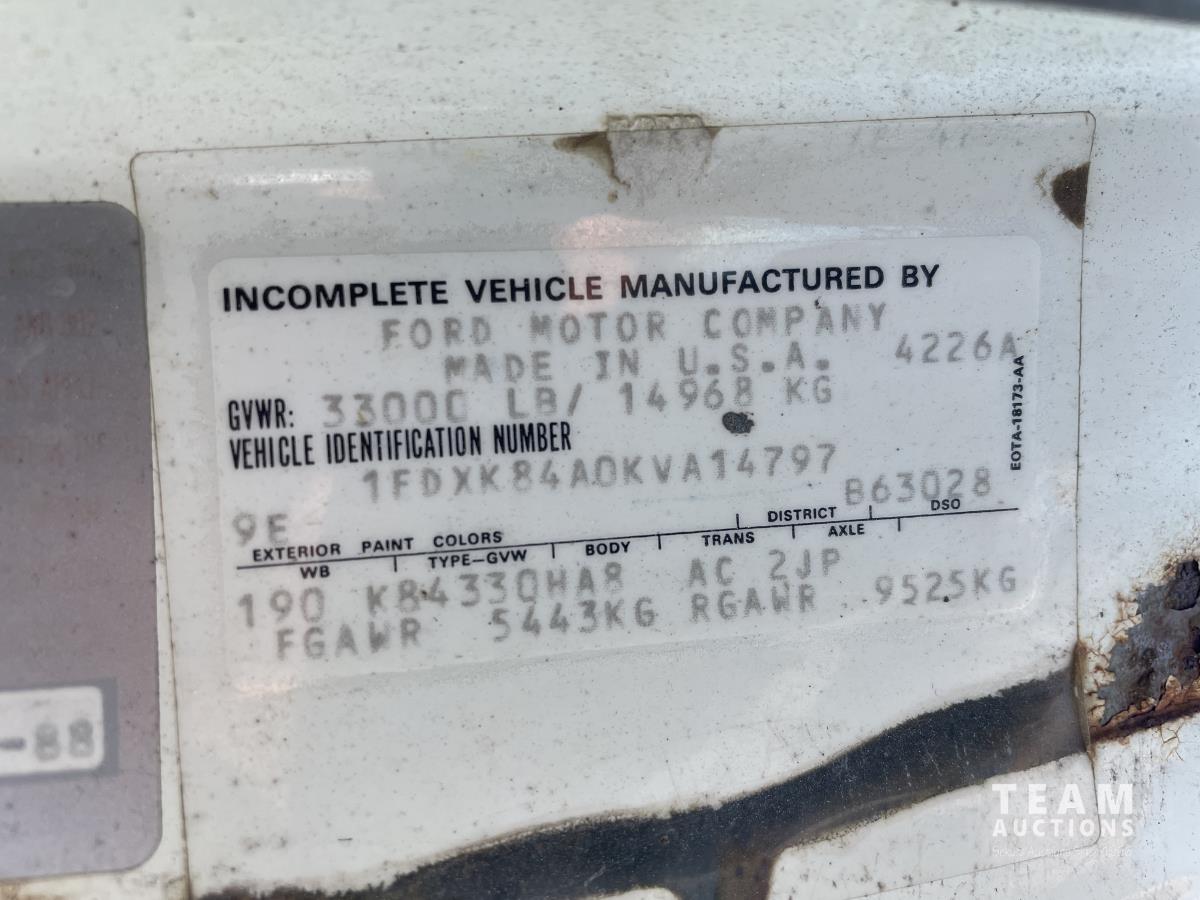 INCOMPLETE VEHICLE MANUFACTURED BY
FORD MOTOR COMPANY
MADE IN U.S.A. 4226A
GVWR: 33000 LB/ 14968 KG
VEHICLE IDENTIFICATION NUMBER
1FDXK84A0KVA14797
9E B63028
EXTERIOR PAINT COLORS DISTRICT DSO
WB TYPE-GVW BODY TRANS AXLE
190 K84330HA8 AC 2JP
FGAWR 5443KG RGAWR 9525KG
EOTA-18173-AA
-88
TEAM
AUCTIONS